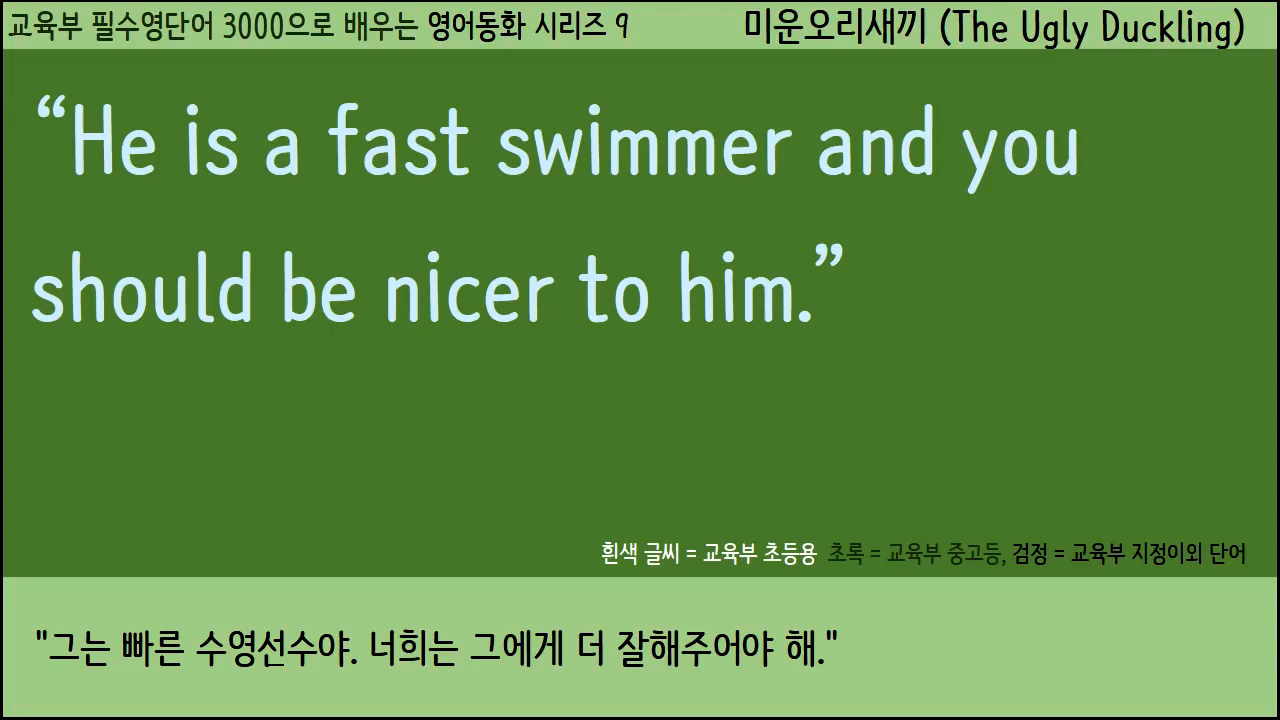 교육부 필수영단어 3000으로 배우는 영어동화 시리즈 9 미운오리새끼 (The Ugly Duckling)
“He is a fast swimmer and you
should be nicer to him.”
흰색 글씨 = 교육부 초등용 초록 = 교육부 중고등, 검정 = 교육부 지정이외 단어
"그는 빠른 수영선수야. 너희는 그에게 더 잘해주어야 해."